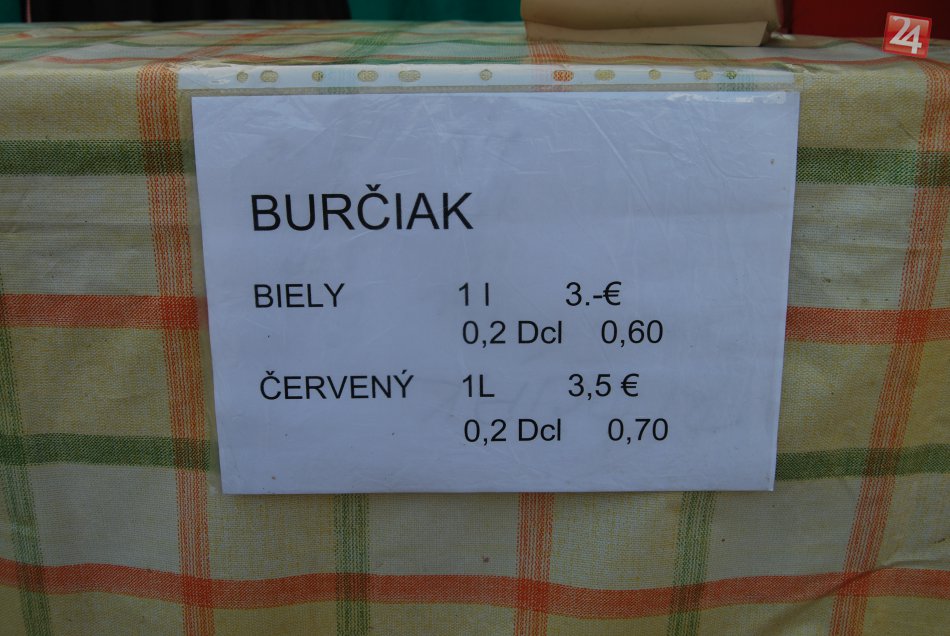 24
BURČIAK
BIELY 1 l 3.-€
0,2 Dcl 0,60
ČERVENÝ 1L 3,5 €
0,2 Dcl 0,70